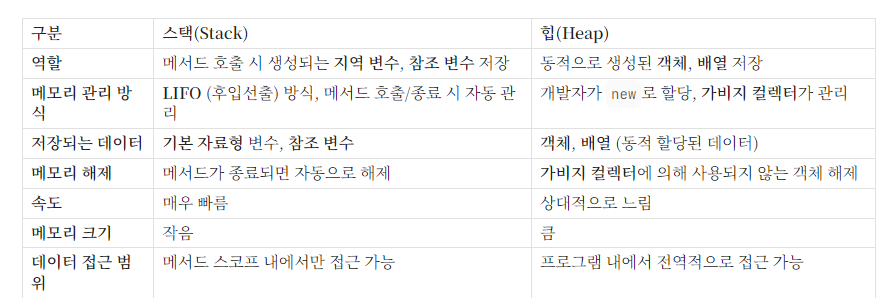 구분 스택(Stack) 힙(Heap)
역할 메서드 호출 시 생성되는 지역 변수, 참조 변수 저장 동적으로 생성된 객체, 배열 저장
메모리 관리 방 LIFO (후입선출) 방식, 메서드 호출/종료 시 자동 관 개발자가 new 로 할당, 가비지 컬렉터가 관리
식 리
저장되는 데이터 기본 자료형 변수, 참조 변수 객체, 배열 (동적 할당된 데이터)
메모리 해제 메서드가 종료되면 자동으로 해제 가비지 컬렉터에 의해 사용되지 않는 객체 해제
속도 매우 빠름 상대적으로 느림
메모리 크기 작음 큼
데이터 접근 범 메서드 스코프 내에서만 접근 가능 프로그램 내에서 전역적으로 접근 가능
위